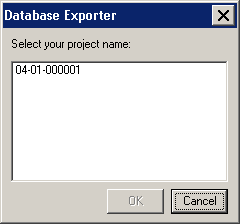 Database Exporter
Select your project name:
04-01-000001
OK
Cancel